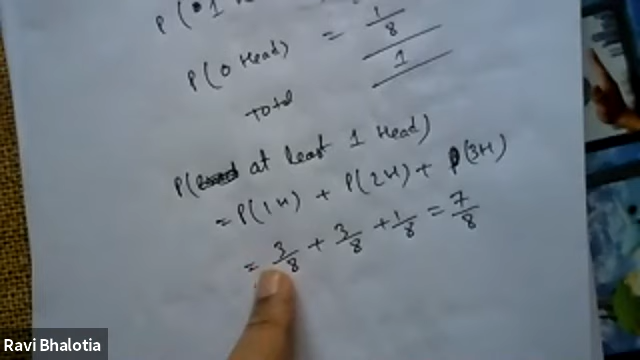 P( 1
P(0 Head) = 1/8
Total 1
P( at least 1 Head)
= P(1H) + P(2H) + P(3H)
= 3/8 + 3/8 + 1/8 = 7/8
Ravi Bhalotia